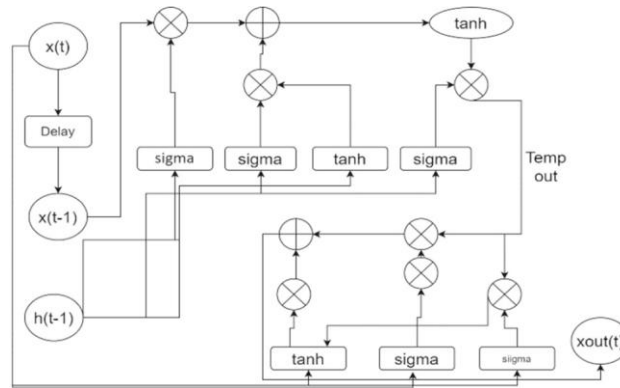 x(t)
tanh
Delay
sigma
sigma
tanh
sigma
Temp
out
x(t-1)
h(t-1)
xout(t)
tanh
sigma
siigma